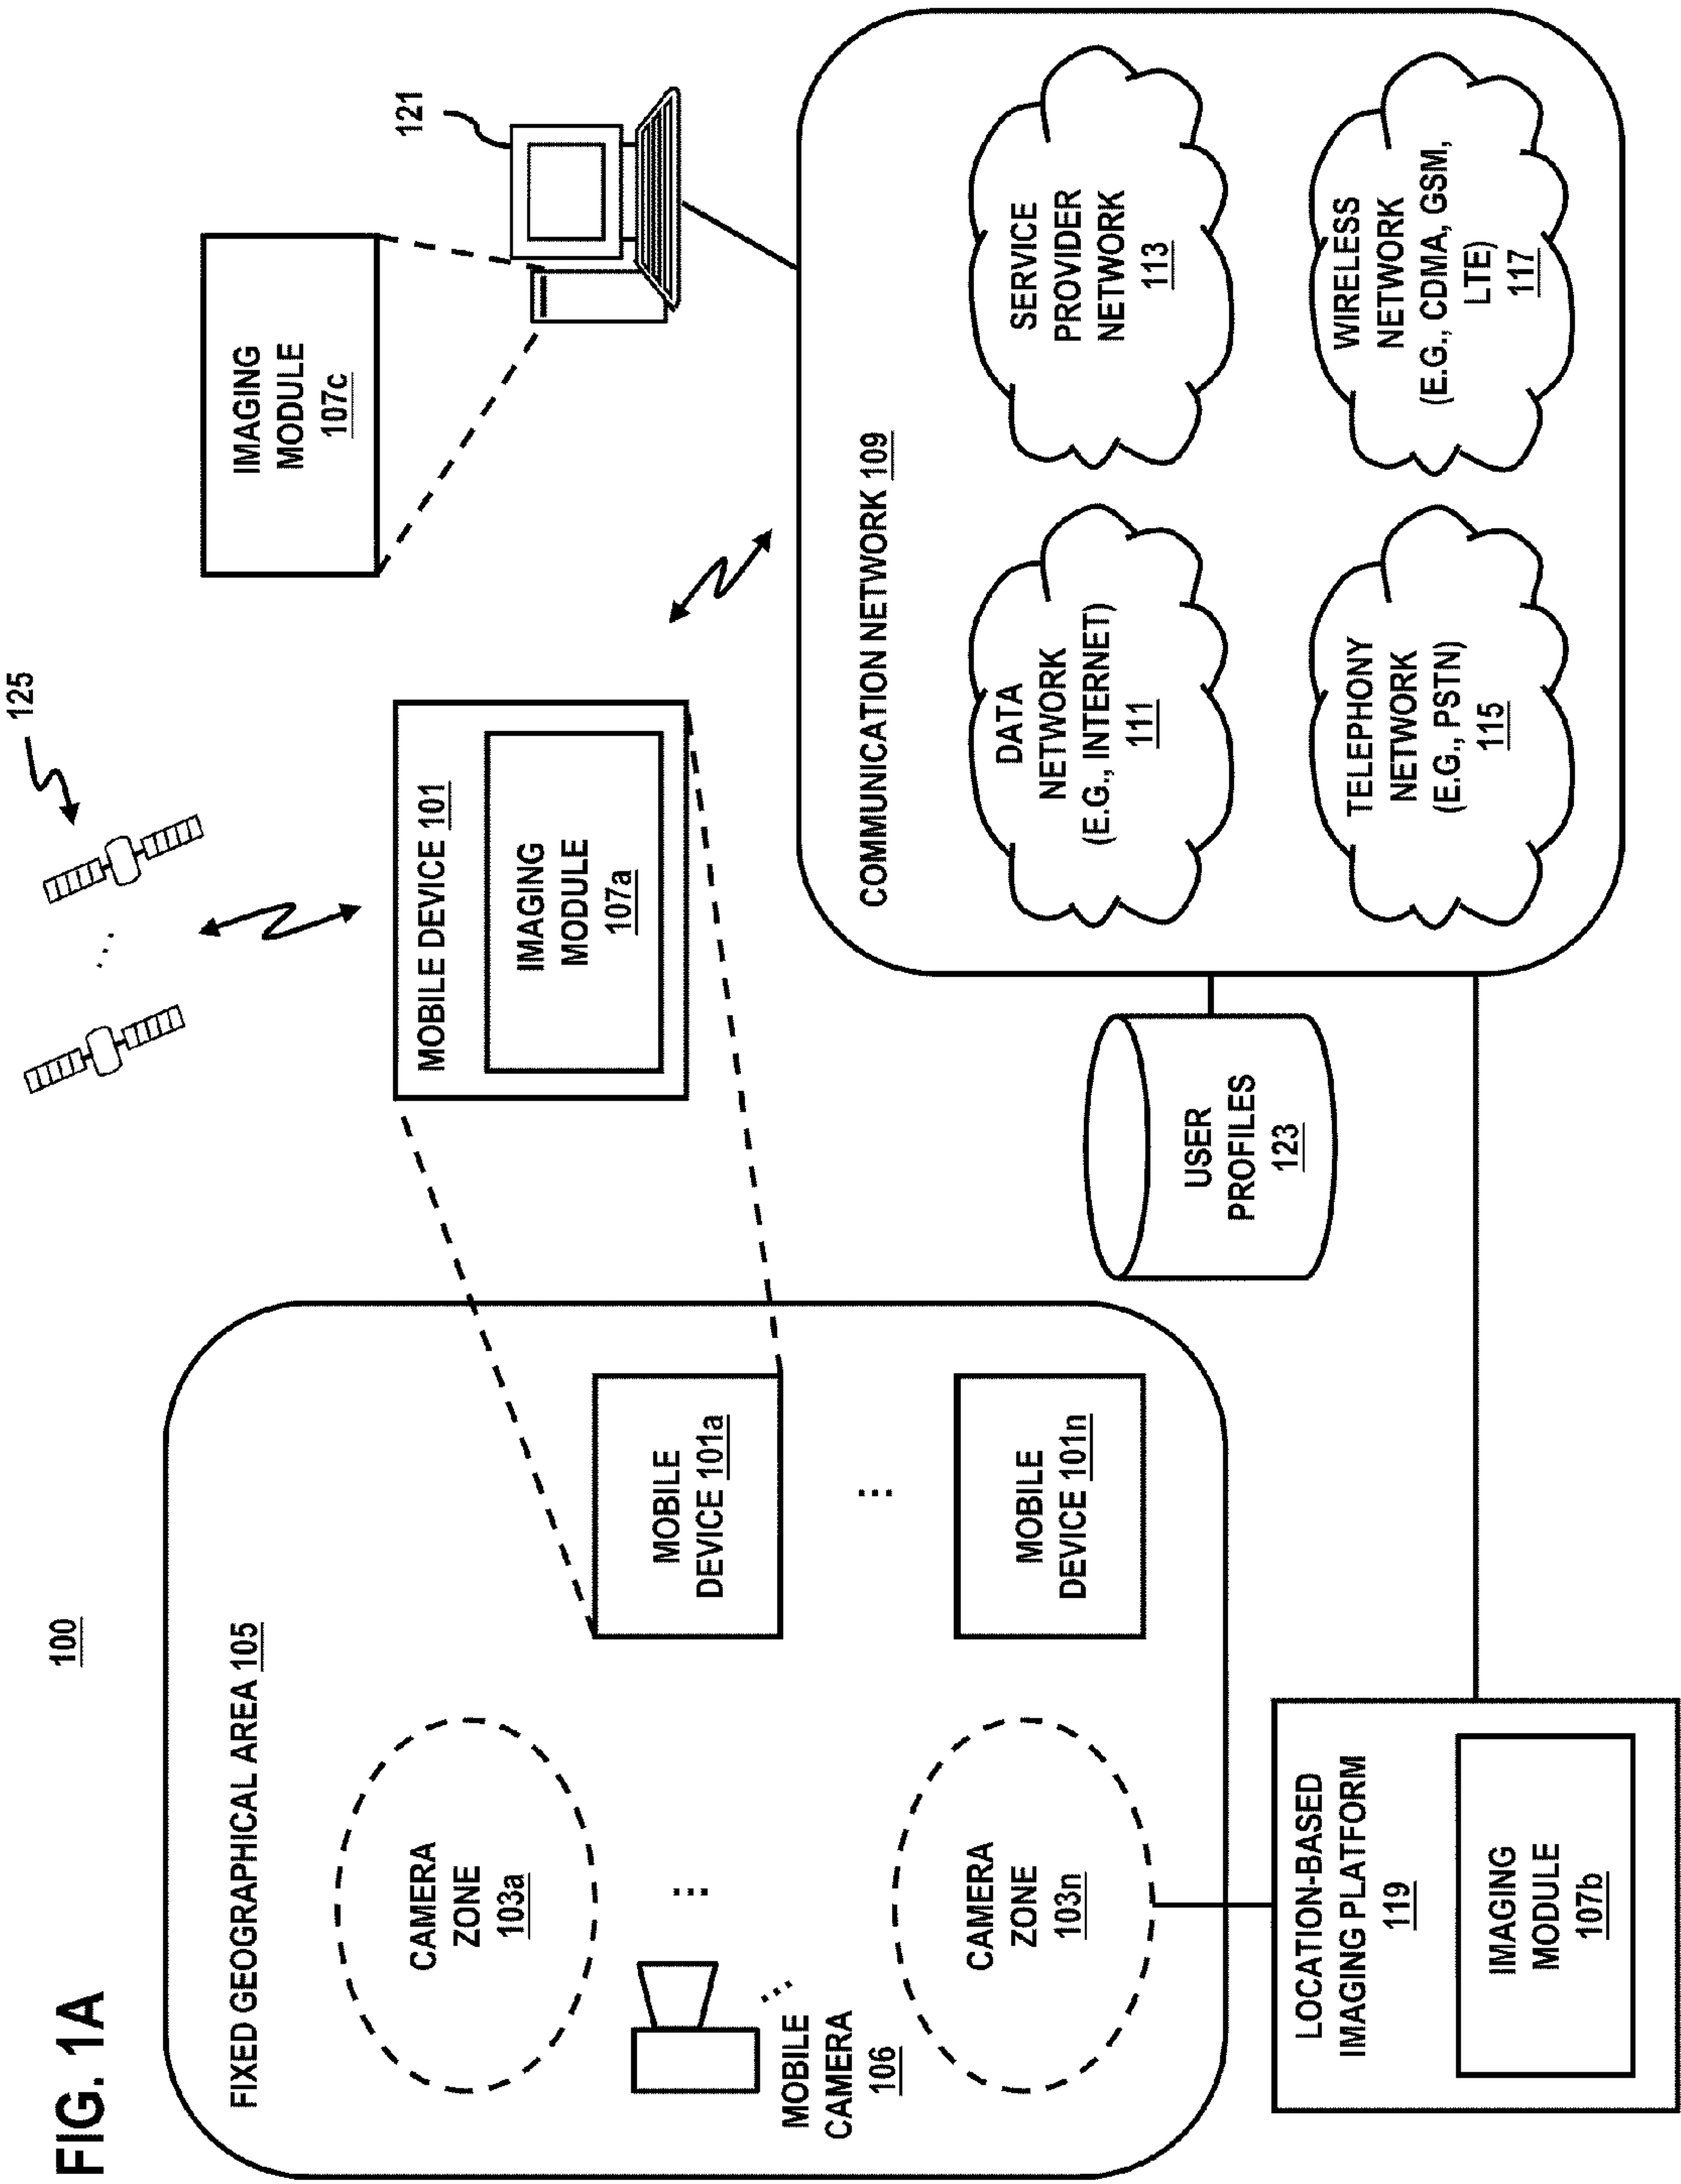 FIG. 1A
100
125
FIXED GEOGRAPHICAL AREA 105
CAMERA
ZONE
103a
...
MOBILE
CAMERA
106
...
CAMERA
ZONE
103n
MOBILE
DEVICE 101a
...
MOBILE
DEVICE 101n
...
MOBILE DEVICE 101
IMAGING
MODULE
107a
IMAGING
MODULE
107c
121
LOCATION-BASED
IMAGING PLATFORM
119
IMAGING
MODULE
107b
USER
PROFILES
123
COMMUNICATION NETWORK 109
DATA
NETWORK
(E.G., INTERNET)
111
SERVICE
PROVIDER
NETWORK
113
TELEPHONY
NETWORK
(E.G., PSTN)
115
WIRELESS
NETWORK
(E.G., CDMA, GSM,
LTE)
117